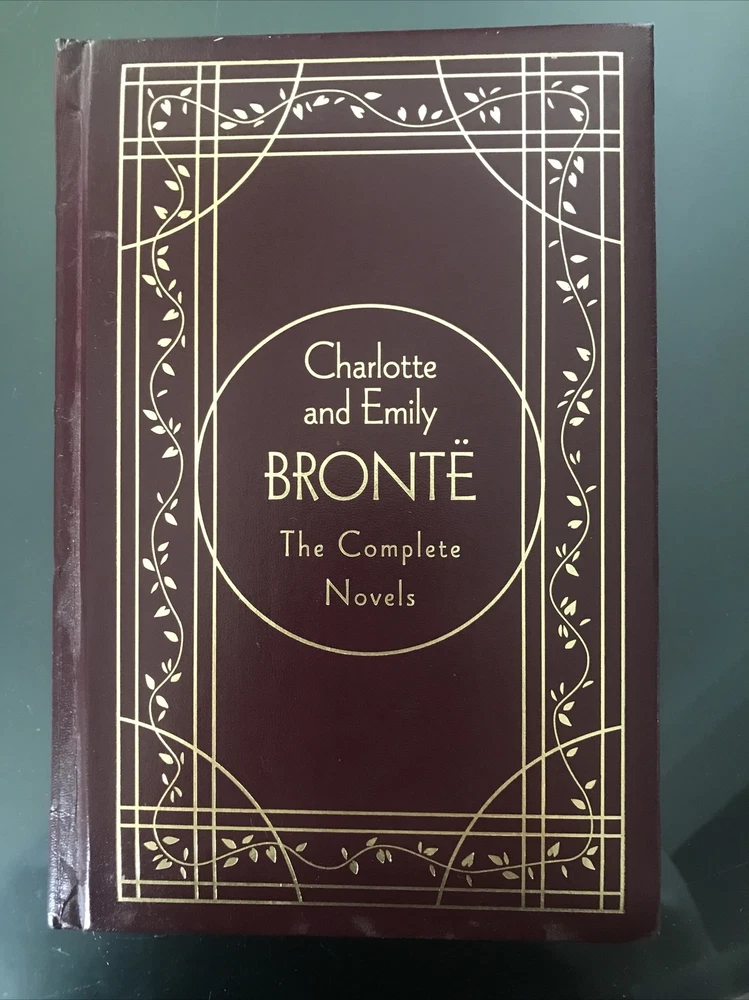 Charlotte
and Emily
BRONTË
The Complete
Novels